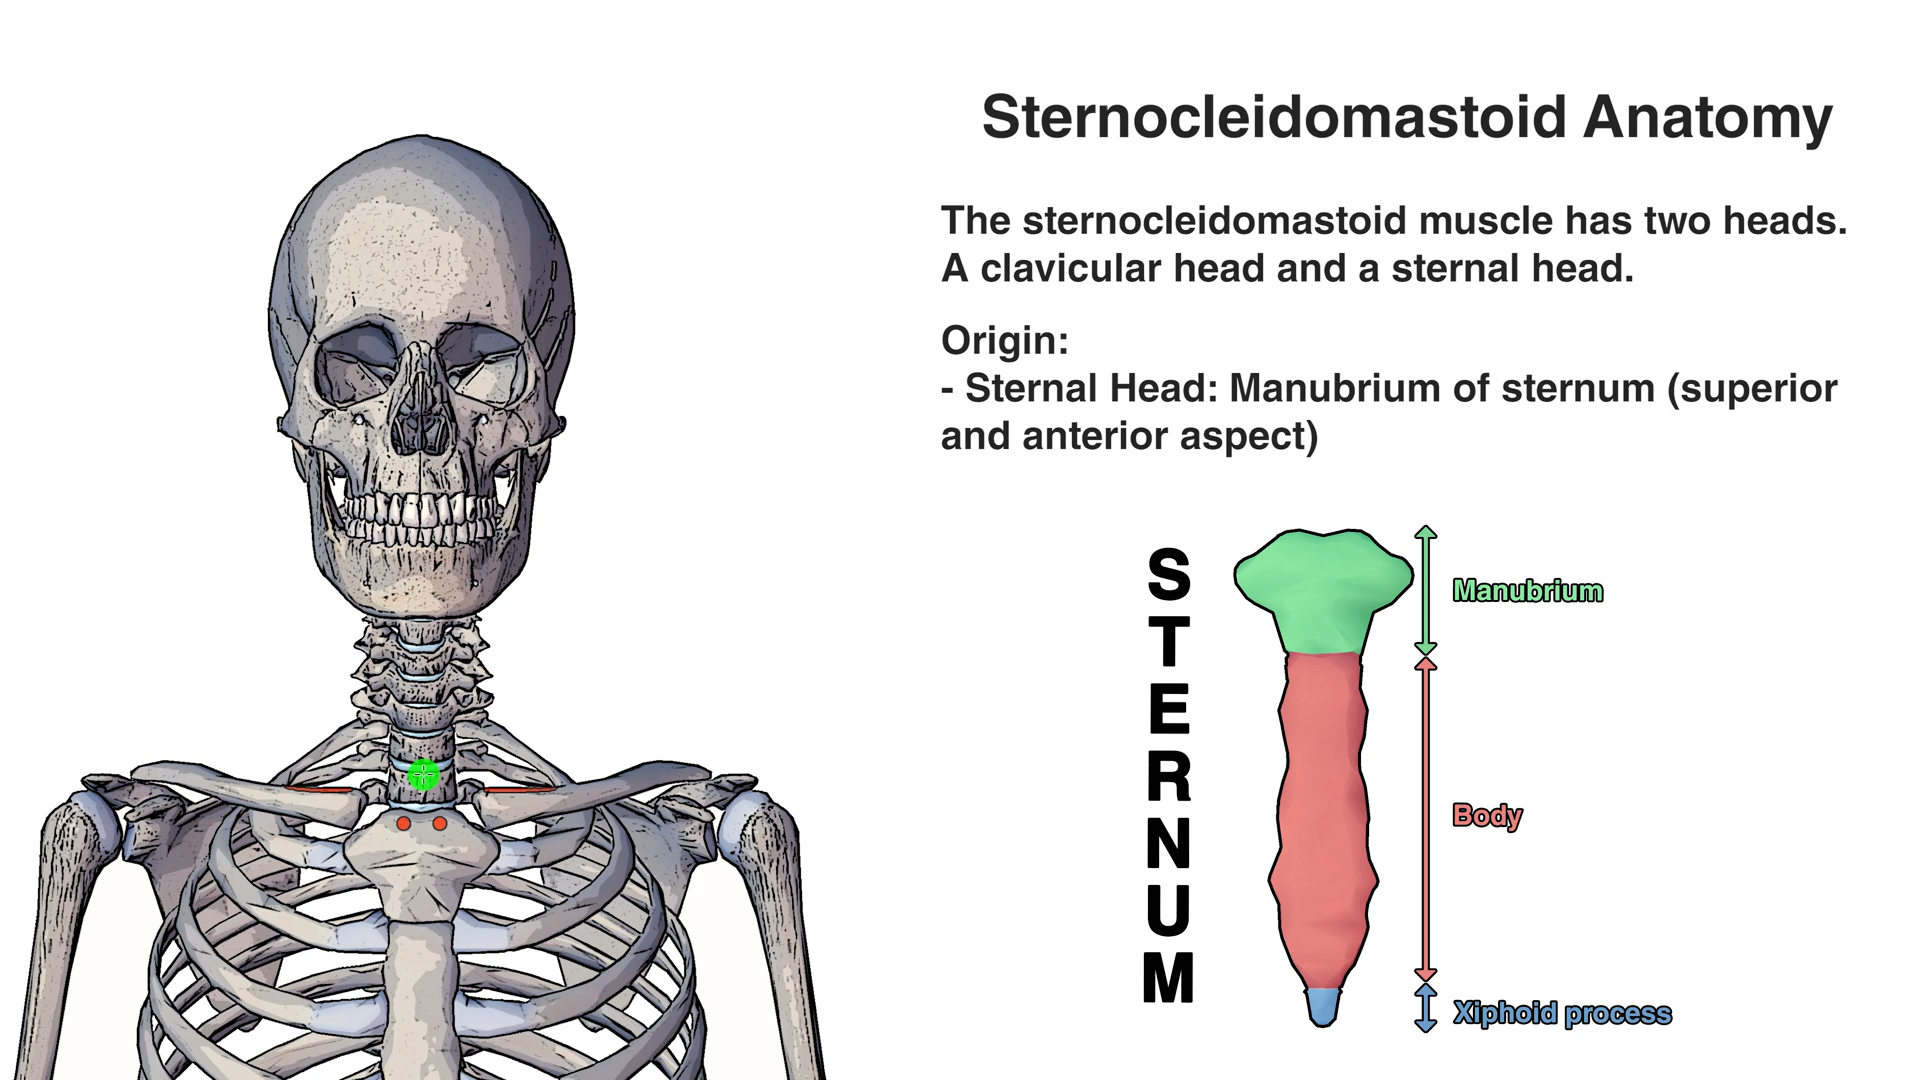 Sternocleidomastoid Anatomy
The sternocleidomastoid muscle has two heads.
A clavicular head and a sternal head.
Origin:
- Sternal Head: Manubrium of sternum (superior
and anterior aspect)
STERNUM
Manubrium
Body
Xiphoid process